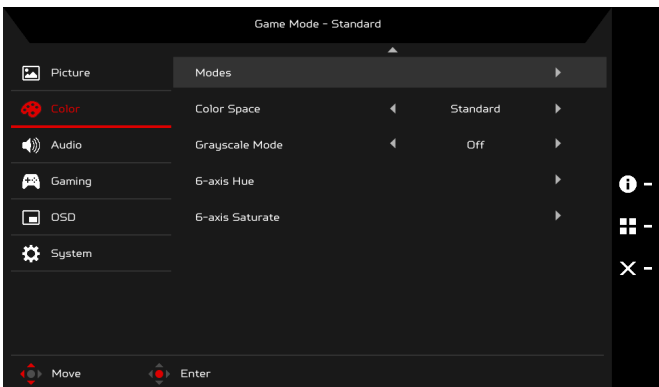 Game Mode - Standard
Picture
Modes
Color
Color Space
Standard
Audio
Grayscale Mode
Off
Gaming
6-axis Hue
OSD
6-axis Saturate
System
Move
Enter